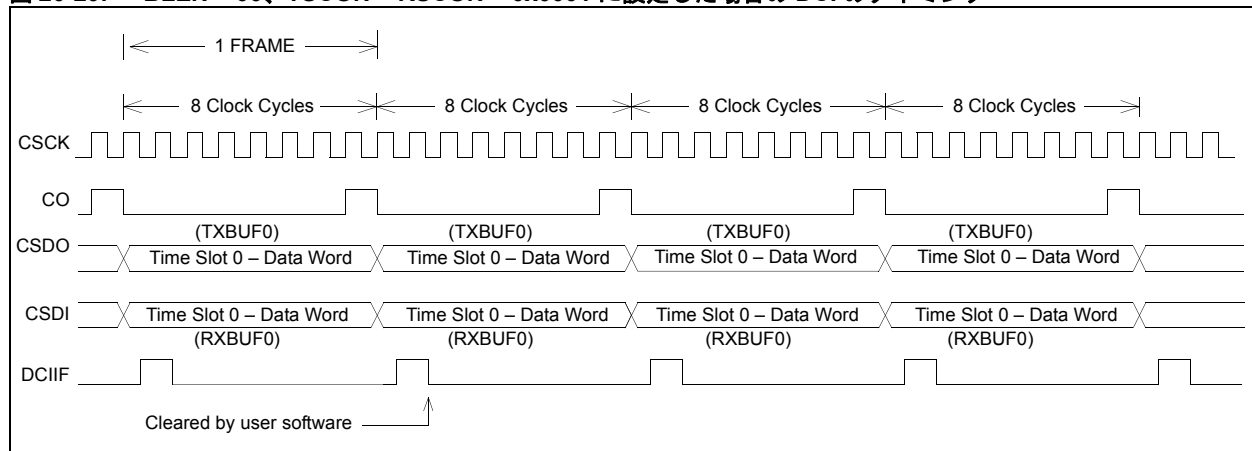 1 FRAME
8 Clock Cycles 8 Clock Cycles 8 Clock Cycles 8 Clock Cycles
CSCK
CO
(TXBUF0) (TXBUF0) (TXBUF0) (TXBUF0)
CSDO Time Slot 0 – Data Word Time Slot 0 – Data Word Time Slot 0 – Data Word Time Slot 0 – Data Word
CSDI Time Slot 0 – Data Word Time Slot 0 – Data Word Time Slot 0 – Data Word Time Slot 0 – Data Word
(RXBUF0) (RXBUF0) (RXBUF0) (RXBUF0)
DCIIF
Cleared by user software